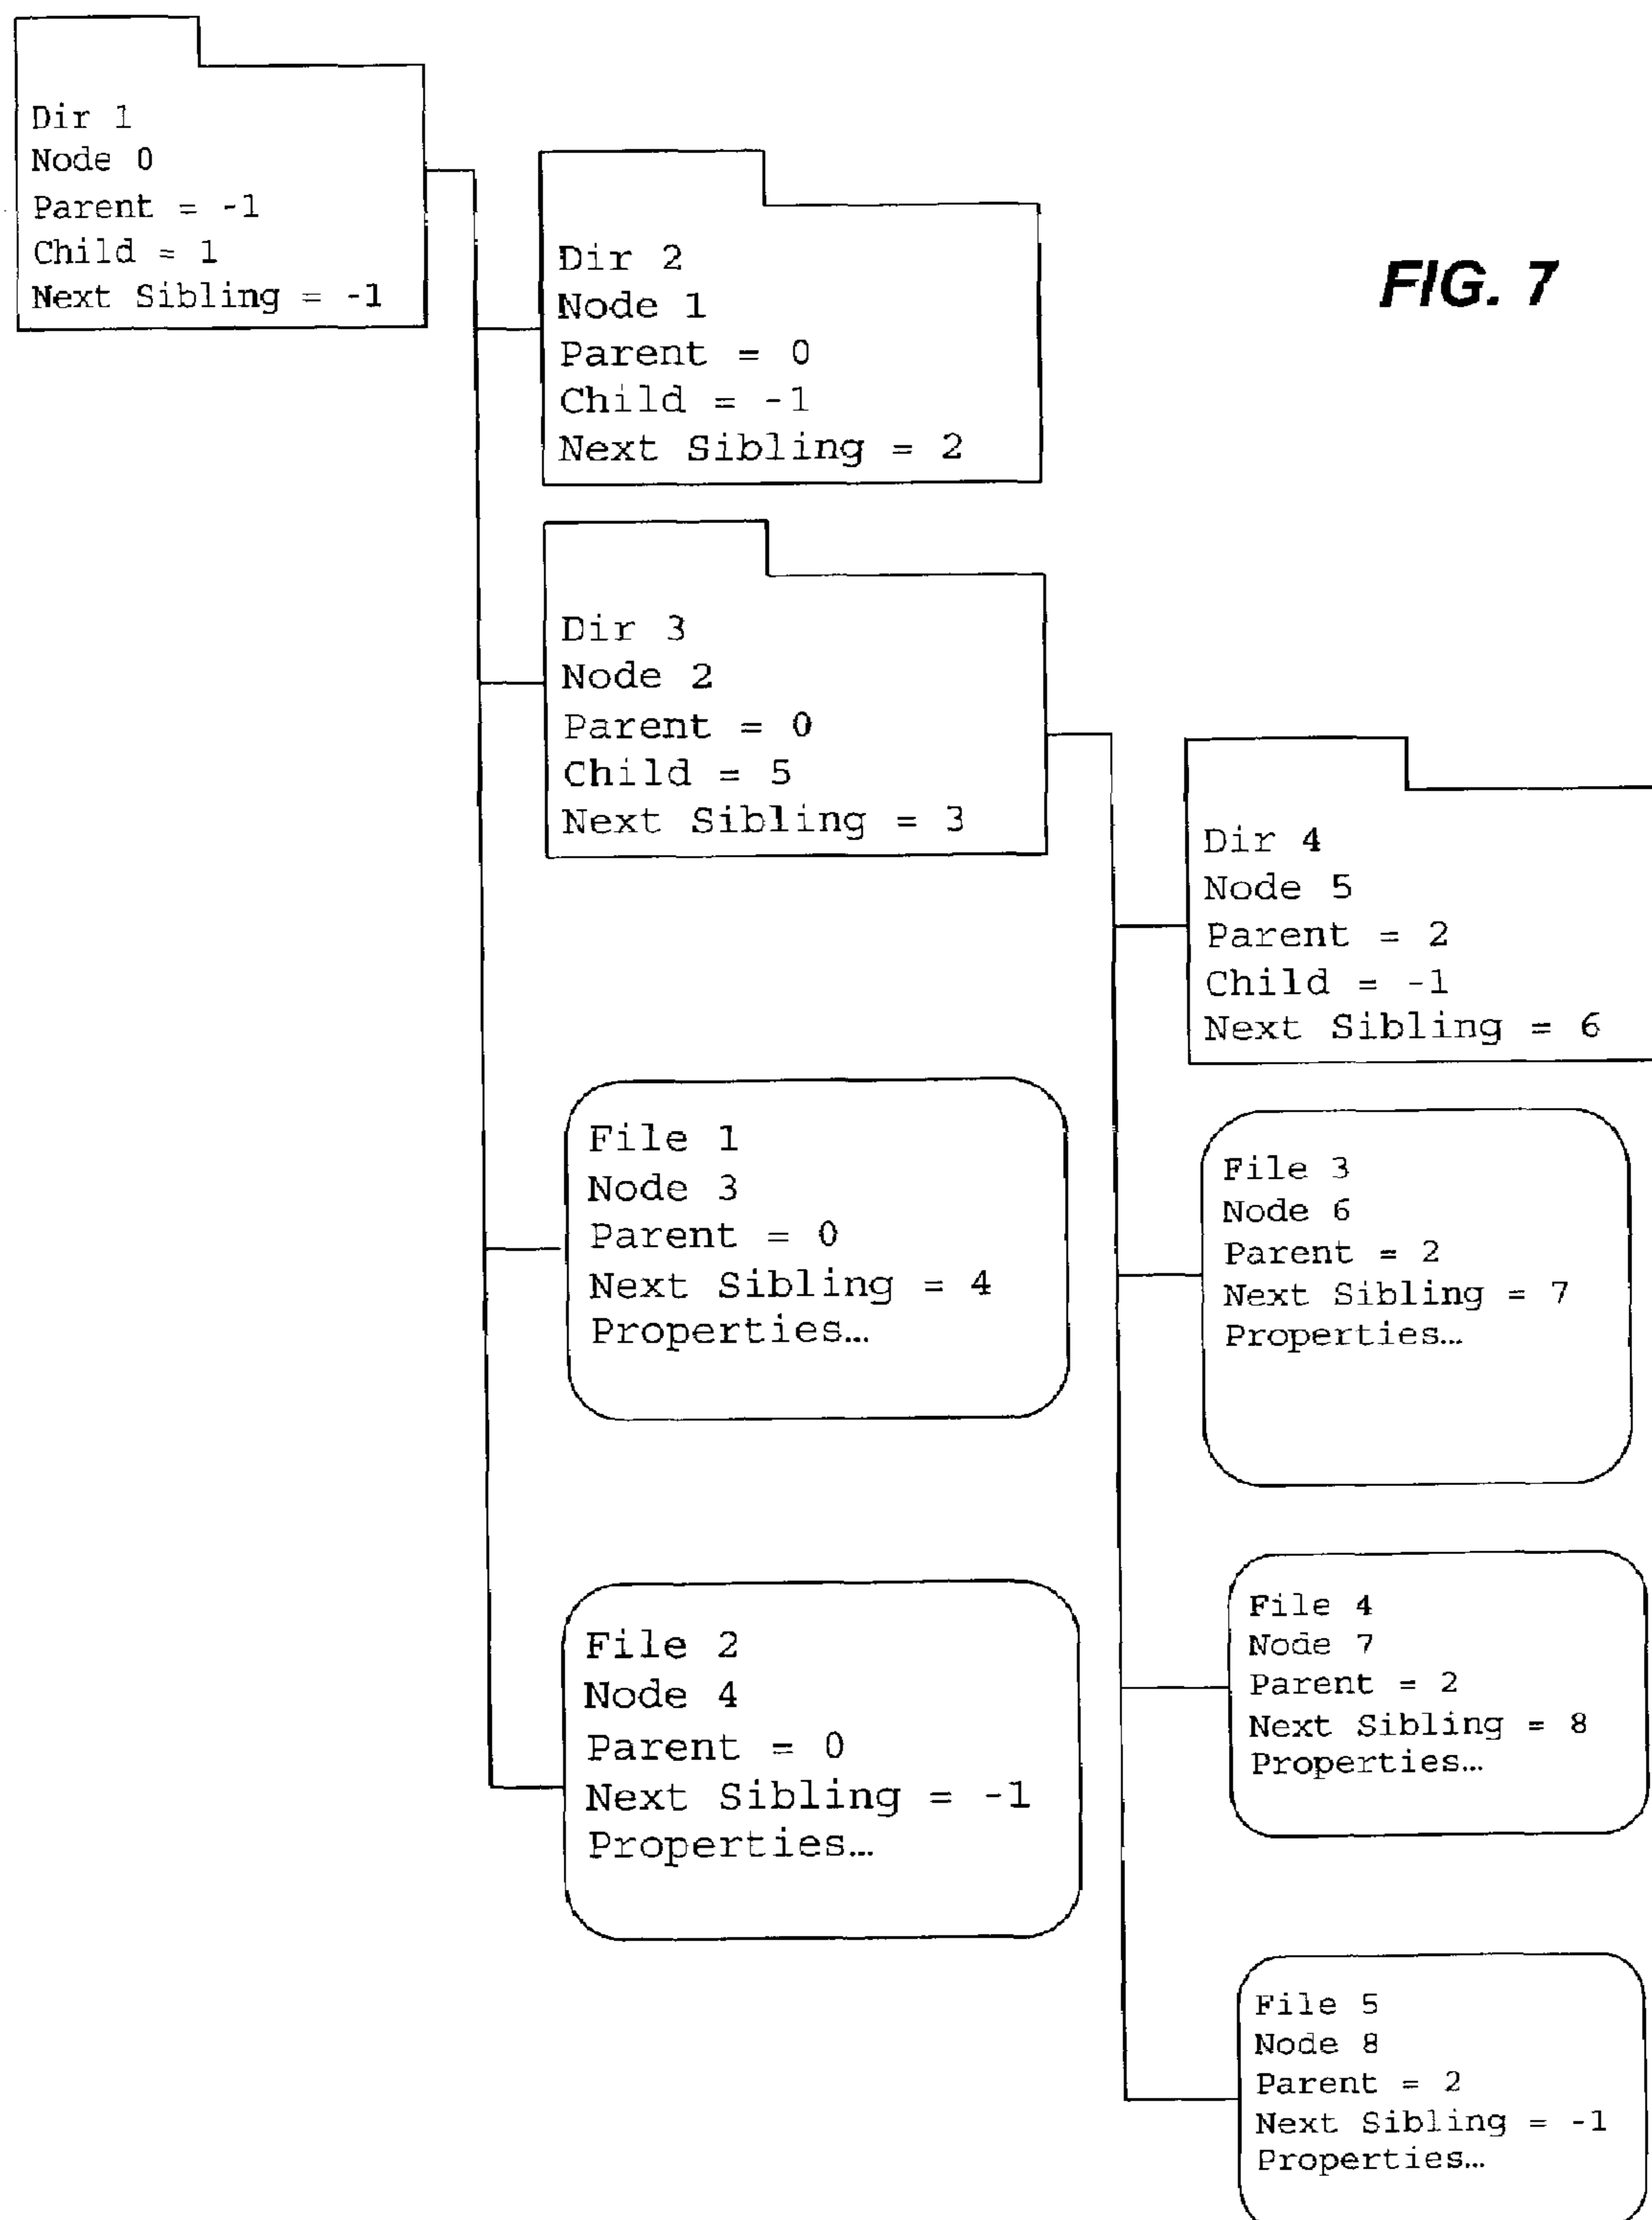 Dir 1
Node 0
Parent = -1
Child = 1
Next Sibling = -1
FIG. 7
Dir 2
Node 1
Parent = 0
Child = -1
Next Sibling = 2
Dir 3
Node 2
Parent = 0
Child = 5
Next Sibling = 3
Dir 4
Node 5
Parent = 2
Child = -1
Next Sibling = 6
File 1
Node 3
Parent = 0
Next Sibling = 4
Properties…
File 3
Node 6
Parent = 2
Next Sibling = 7
Properties…
File 2
Node 4
Parent = 0
Next Sibling = -1
Properties…
File 4
Node 7
Parent = 2
Next Sibling = 8
Properties…
File 5
Node 8
Parent = 2
Next Sibling = -1
Properties…